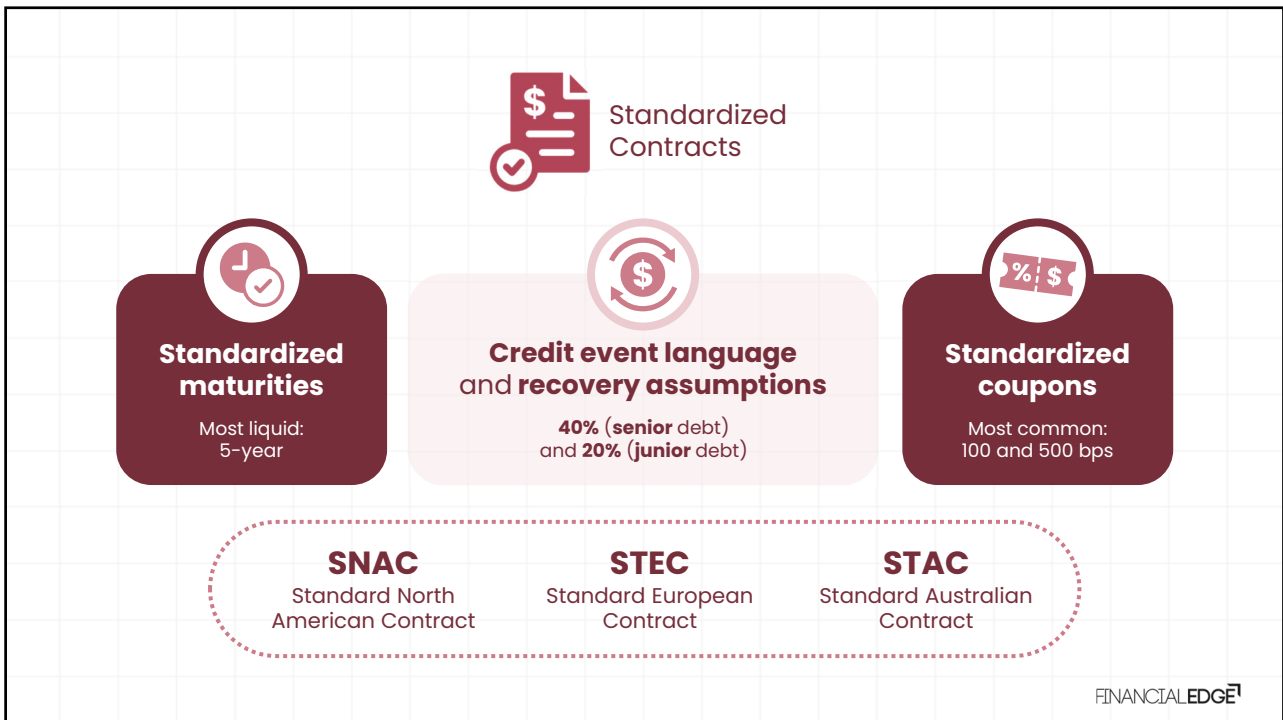 $
Standardized
Contracts
$
% $
Standardized
maturities
Most liquid:
5-year
Credit event language
and recovery assumptions
40% (senior debt)
and 20% (junior debt)
Standardized
coupons
Most common:
100 and 500 bps
SNAC
Standard North
American Contract
STEC
Standard European
Contract
STAC
Standard Australian
Contract
FINANCIALEDGE